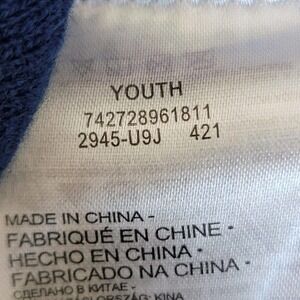 YOUTH
742728961811
2945-U9J 421
MADE IN CHINA -
FABRIQUÉ EN CHINE -
HECHO EN CHINA -
FABRICADO NA CHINA -
СДЕЛАНО В КИТАЕ -
KINA